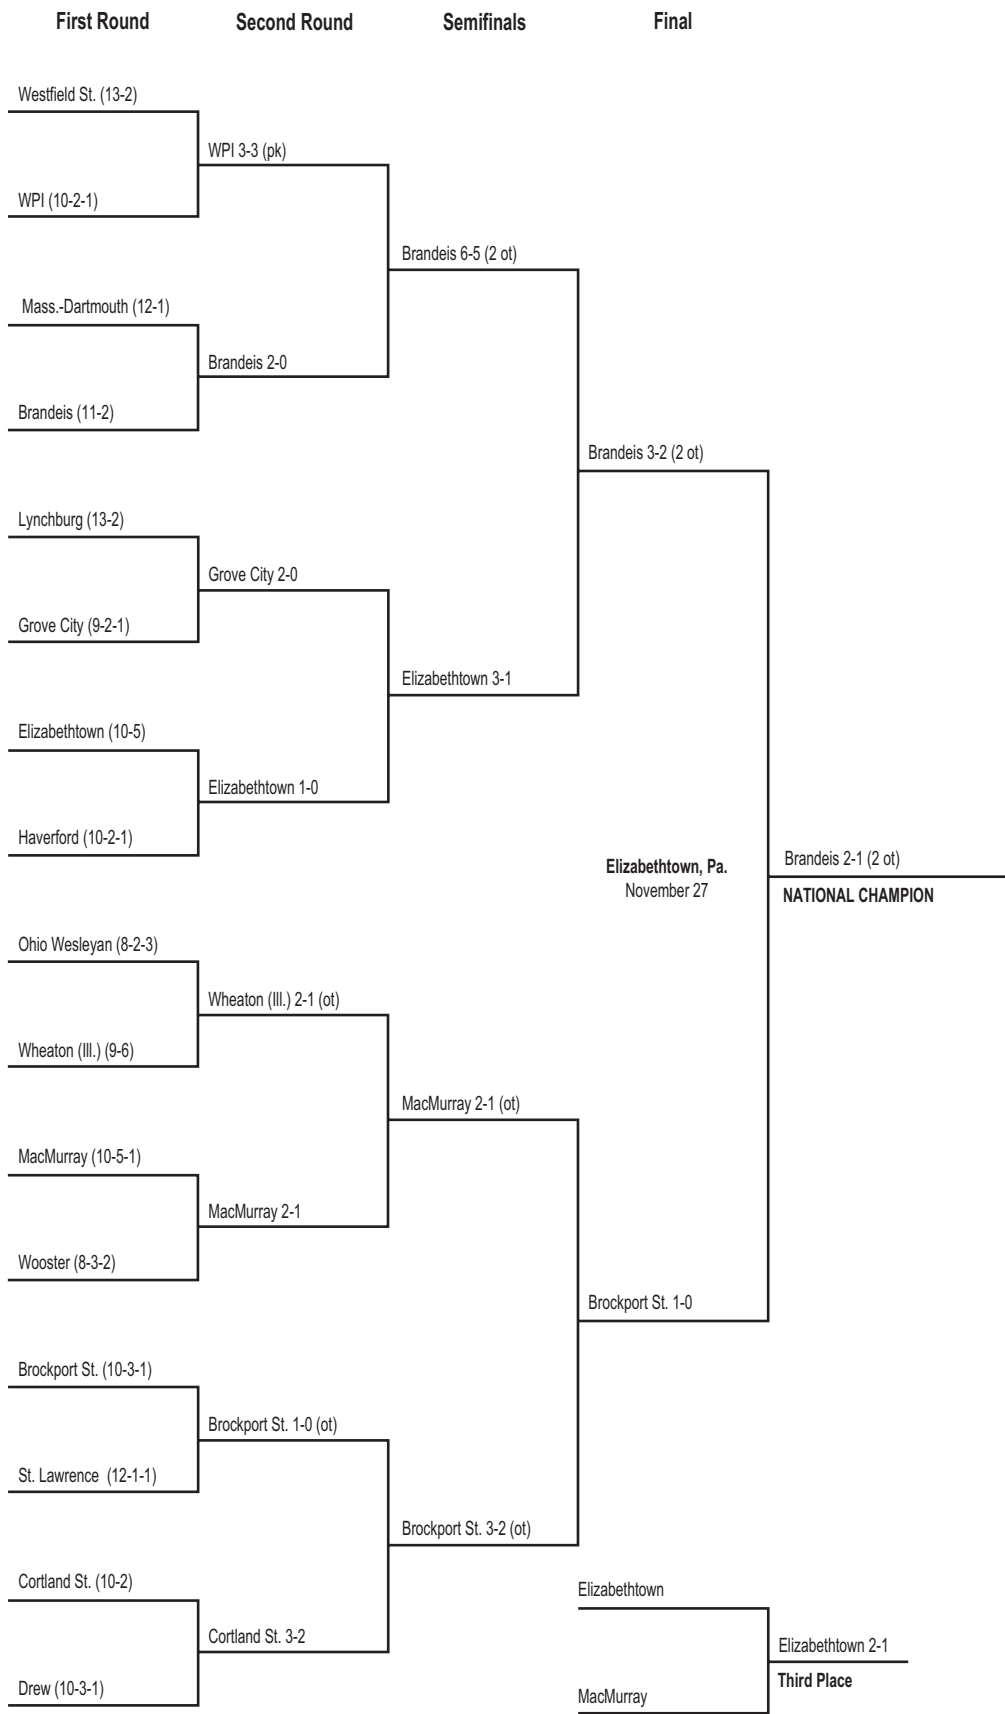 First Round
Second Round
Semifinals
Final
Westfield St. (13-2)
WPI 3-3 (pk)
WPI (10-2-1)
Brandeis 6-5 (2 ot)
Mass.-Dartmouth (12-1)
Brandeis 2-0
Brandeis (11-2)
Brandeis 3-2 (2 ot)
Lynchburg (13-2)
Grove City 2-0
Grove City (9-2-1)
Elizabethtown 3-1
Elizabethtown (10-5)
Elizabethtown 1-0
Haverford (10-2-1)
Elizabethtown, Pa.
November 27
Brandeis 2-1 (2 ot)
NATIONAL CHAMPION
Ohio Wesleyan (8-2-3)
Wheaton (Ill.) 2-1 (ot)
Wheaton (Ill.) (9-6)
MacMurray 2-1 (ot)
MacMurray (10-5-1)
MacMurray 2-1
Wooster (8-3-2)
Brockport St. 1-0
Brockport St. (10-3-1)
Brockport St. 1-0 (ot)
St. Lawrence (12-1-1)
Brockport St. 3-2 (ot)
Cortland St. (10-2)
Cortland St. 3-2
Drew (10-3-1)
Elizabethtown
Elizabethtown 2-1
Third Place
MacMurray